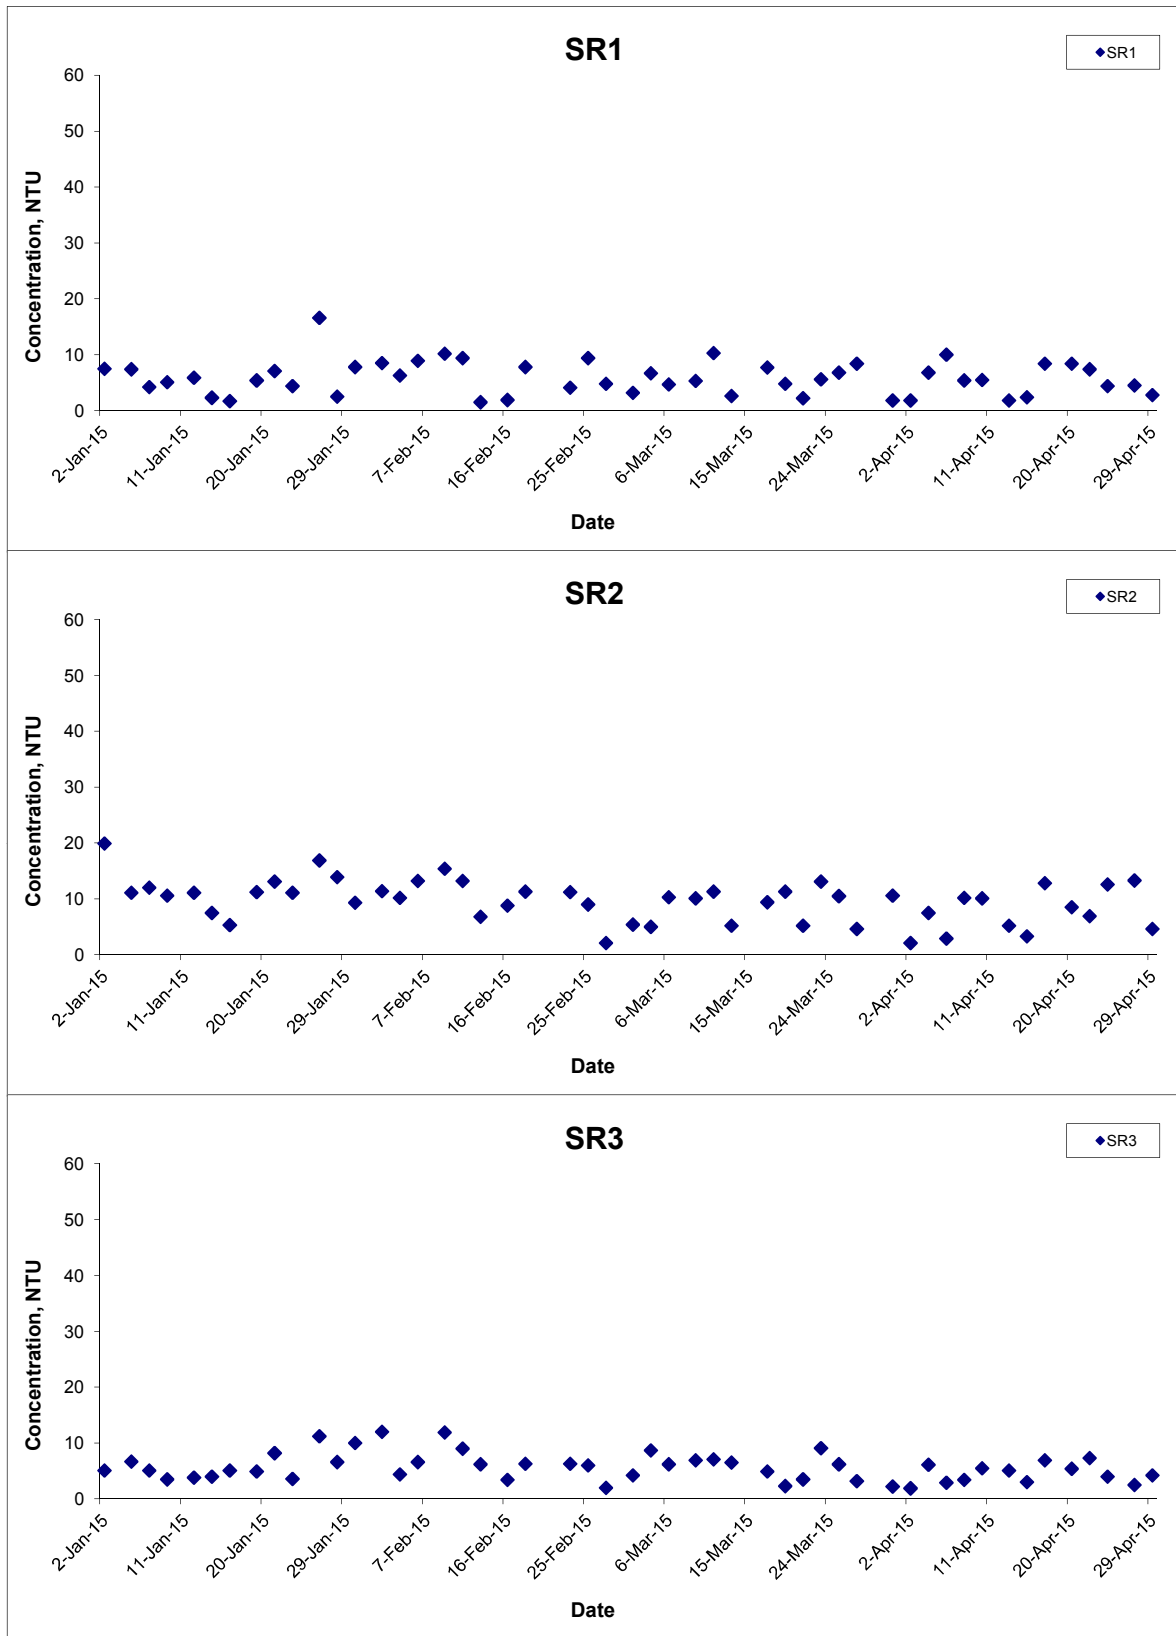 SR1
SR1
60
50
40
30
20
10
0
Concentration, NTU
2-Jan-15
11-Jan-15
20-Jan-15
29-Jan-15
7-Feb-15
16-Feb-15
25-Feb-15
6-Mar-15
15-Mar-15
24-Mar-15
2-Apr-15
11-Apr-15
20-Apr-15
29-Apr-15
Date
SR2
SR2
60
50
40
30
20
10
0
Concentration, NTU
2-Jan-15
11-Jan-15
20-Jan-15
29-Jan-15
7-Feb-15
16-Feb-15
25-Feb-15
6-Mar-15
15-Mar-15
24-Mar-15
2-Apr-15
11-Apr-15
20-Apr-15
29-Apr-15
Date
SR3
SR3
60
50
40
30
20
10
0
Concentration, NTU
2-Jan-15
11-Jan-15
20-Jan-15
29-Jan-15
7-Feb-15
16-Feb-15
25-Feb-15
6-Mar-15
15-Mar-15
24-Mar-15
2-Apr-15
11-Apr-15
20-Apr-15
29-Apr-15
Date